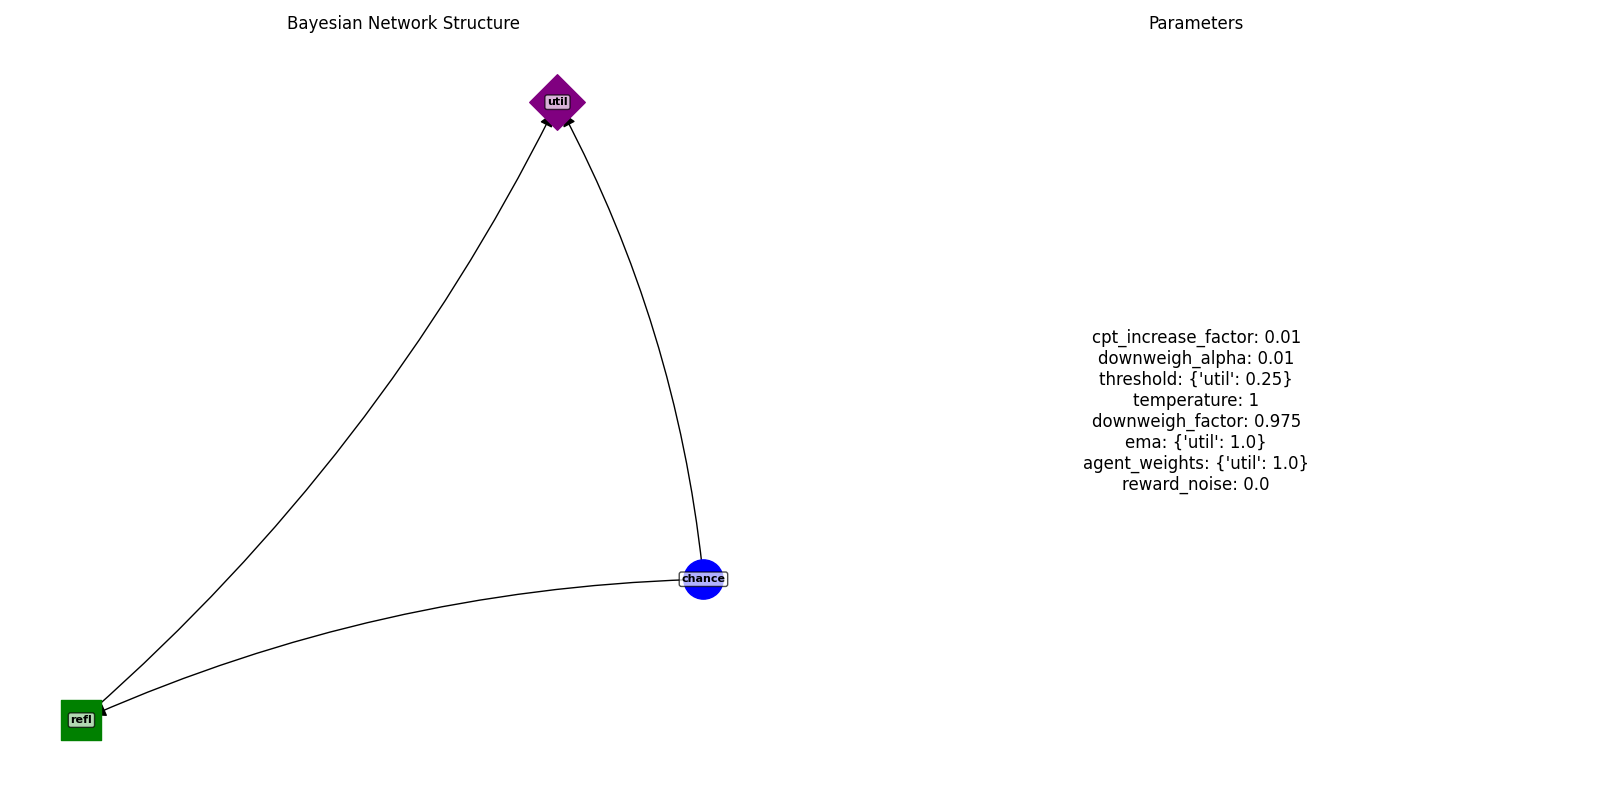 Bayesian Network Structure
Parameters
util
chance
refl
cpt_increase_factor: 0.01
downweigh_alpha: 0.01
threshold: {'util': 0.25}
temperature: 1
downweigh_factor: 0.975
ema: {'util': 1.0}
agent_weights: {'util': 1.0}
reward_noise: 0.0